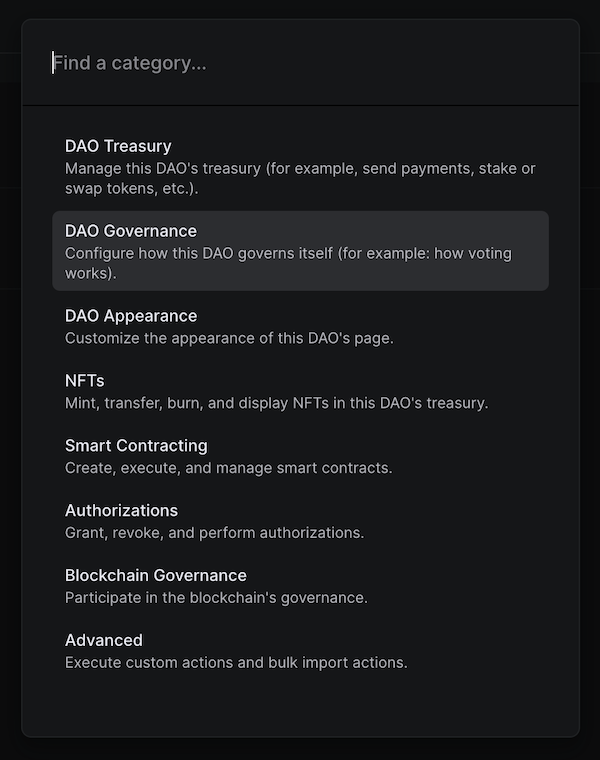 Find a category...
DAO Treasury
Manage this DAO's treasury (for example, send payments, stake or
swap tokens, etc.).
DAO Governance
Configure how this DAO governs itself (for example: how voting
works).
DAO Appearance
Customize the appearance of this DAO's page.
NFTs
Mint, transfer, burn, and display NFTs in this DAO's treasury.
Smart Contracting
Create, execute, and manage smart contracts.
Authorizations
Grant, revoke, and perform authorizations.
Blockchain Governance
Participate in the blockchain's governance.
Advanced
Execute custom actions and bulk import actions.